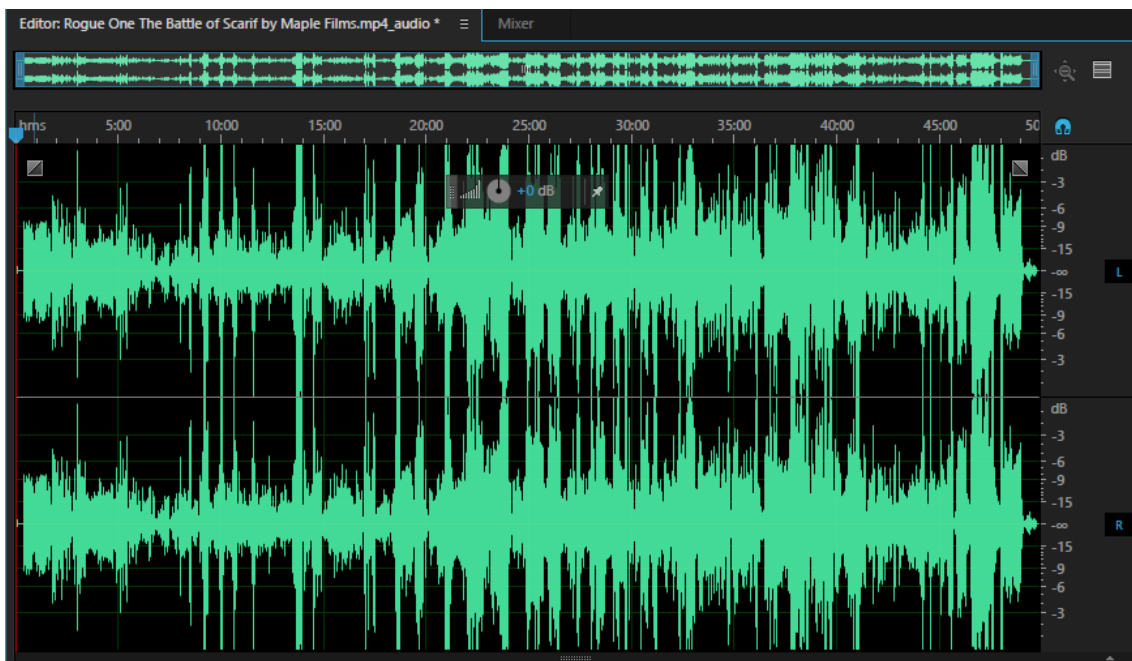 Editor: Rogue One The Battle of Scarif by Maple Films.mp4_audio * Mixer
hms 5:00 10:00 15:00 20:00 25:00 30:00 35:00 40:00 45:00 50
dB
+0 dB
-3
-6
-9
-15
-∞
L
-15
-9
-6
-3
dB
-3
-6
-9
-15
-∞
R
-15
-9
-6
-3